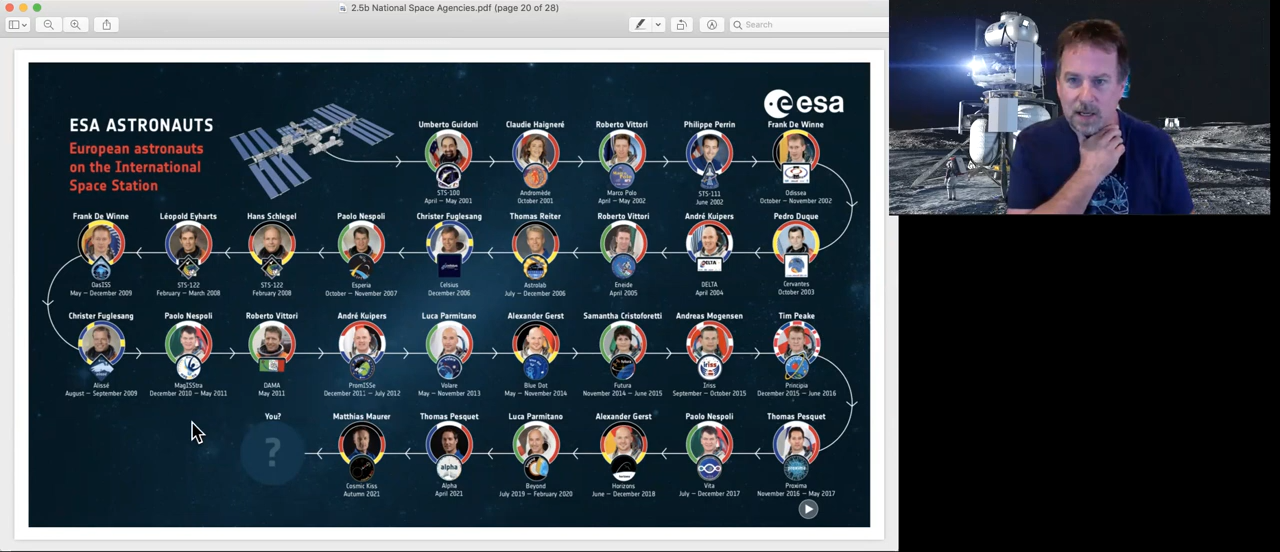 2.5b National Space Agencies.pdf (page 20 of 28)
Search
esa
ESA ASTRONAUTS
European astronauts
on the International
Space Station
Umberto Guidoni
STS-100
April – May 2001
Claudie Haigneré
Andromède
October 2001
Roberto Vittori
Marco Polo
April – May 2002
Philippe Perrin
STS-111
June 2002
Frank De Winne
Odissea
October – November 2002
Pedro Duque
Cervantes
October 2003
André Kuipers
DELTA
DELTA
April 2004
Roberto Vittori
Eneide
April 2005
Thomas Reiter
Astrolab
July – December 2006
Christer Fuglesang
Celsius
December 2006
Paolo Nespoli
Esperia
October – November 2007
Hans Schlegel
STS-122
February 2008
Léopold Eyharts
STS-122
February – March 2008
Frank De Winne
OasISS
May – December 2009
Christer Fuglesang
Alissé
August – September 2009
Paolo Nespoli
MagISStra
December 2010 – May 2011
Roberto Vittori
DAMA
May 2011
André Kuipers
PromISSe
December 2011 – July 2012
Luca Parmitano
Volare
May – November 2013
Alexander Gerst
Blue Dot
May – November 2014
Samantha Cristoforetti
Futura
November 2014 – June 2015
Andreas Mogensen
iriss
Iriss
September – October 2015
Tim Peake
Principia
December 2015 – June 2016
Thomas Pesquet
proxima
Proxima
November 2016 – May 2017
Paolo Nespoli
Vita
July – December 2017
Alexander Gerst
Horizons
June – December 2018
Luca Parmitano
Beyond
July 2019 – February 2020
Thomas Pesquet
alpha
Alpha
April 2021
Matthias Maurer
Cosmic Kiss
Autumn 2021
You?
?